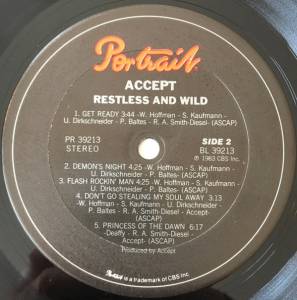 Portrait
ACCEPT
RESTLESS AND WILD
1. GET READY 3:44 -W. Hoffman - S. Kaufmann -
U. Dirkschneider - P. Baltes - R. A. Smith-Diesel- (ASCAP)
PR 39213
STEREO
SIDE 2
BL 39213
℗ 1983 CBS Inc.
2. DEMON'S NIGHT 4:25 -W. Hoffman - S. Kaufmann -
U. Dirkschneider - P. Baltes- (ASCAP)
3. FLASH ROCKIN' MAN 4:25 -W. Hoffman - S. Kaufmann -
U. Dirkschneider - P. Baltes- (ASCAP)
4. DON'T GO STEALING MY SOUL AWAY 3:13
-W. Hoffman - S. Kaufmann - U. Dirkschneider -
P. Baltes - R. A. Smith-Diesel - Accept-
(ASCAP)
5. PRINCESS OF THE DAWN 6:17
-Deaffy - R. A. Smith-Diesel -
Accept- (ASCAP)
Produced by Accept
Portrait is a trademark of CBS Inc.